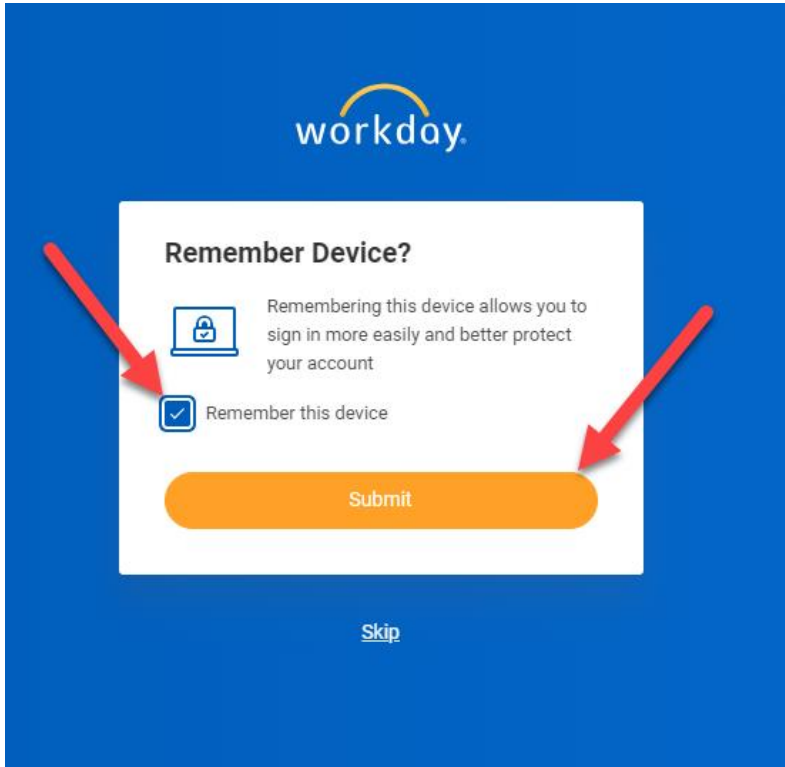 workday.
Remember Device?
Remembering this device allows you to
sign in more easily and better protect
your account
Remember this device
Submit
Skip